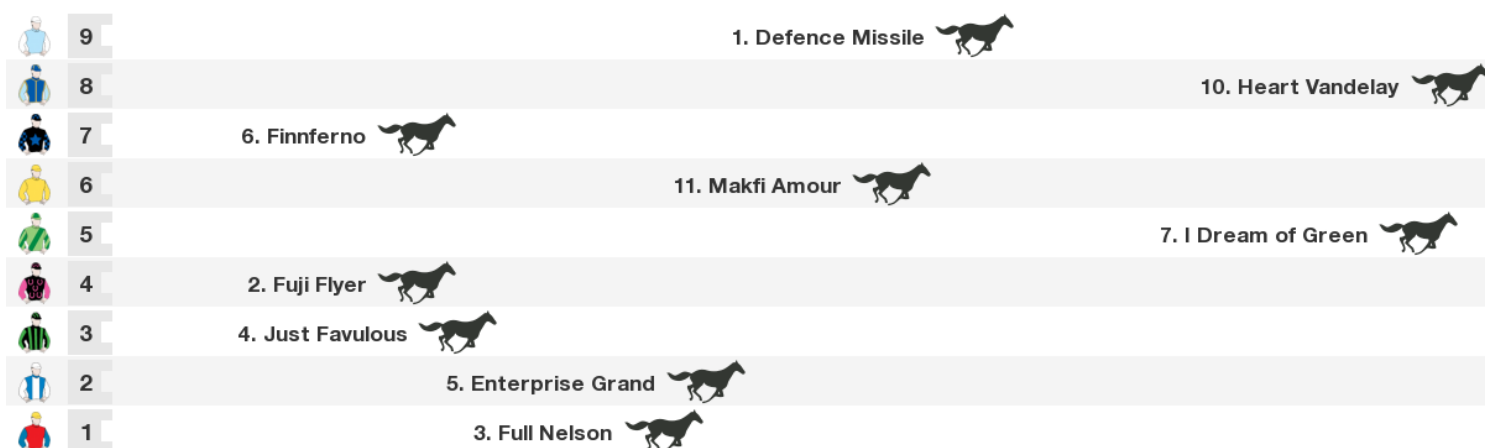 9 1. Defence Missile
8 10. Heart Vandelay
7 6. Finnferno
6 11. Makfi Amour
5 7. I Dream of Green
4 2. Fuji Flyer
3 4. Just Favulous
2 5. Enterprise Grand
1 3. Full Nelson